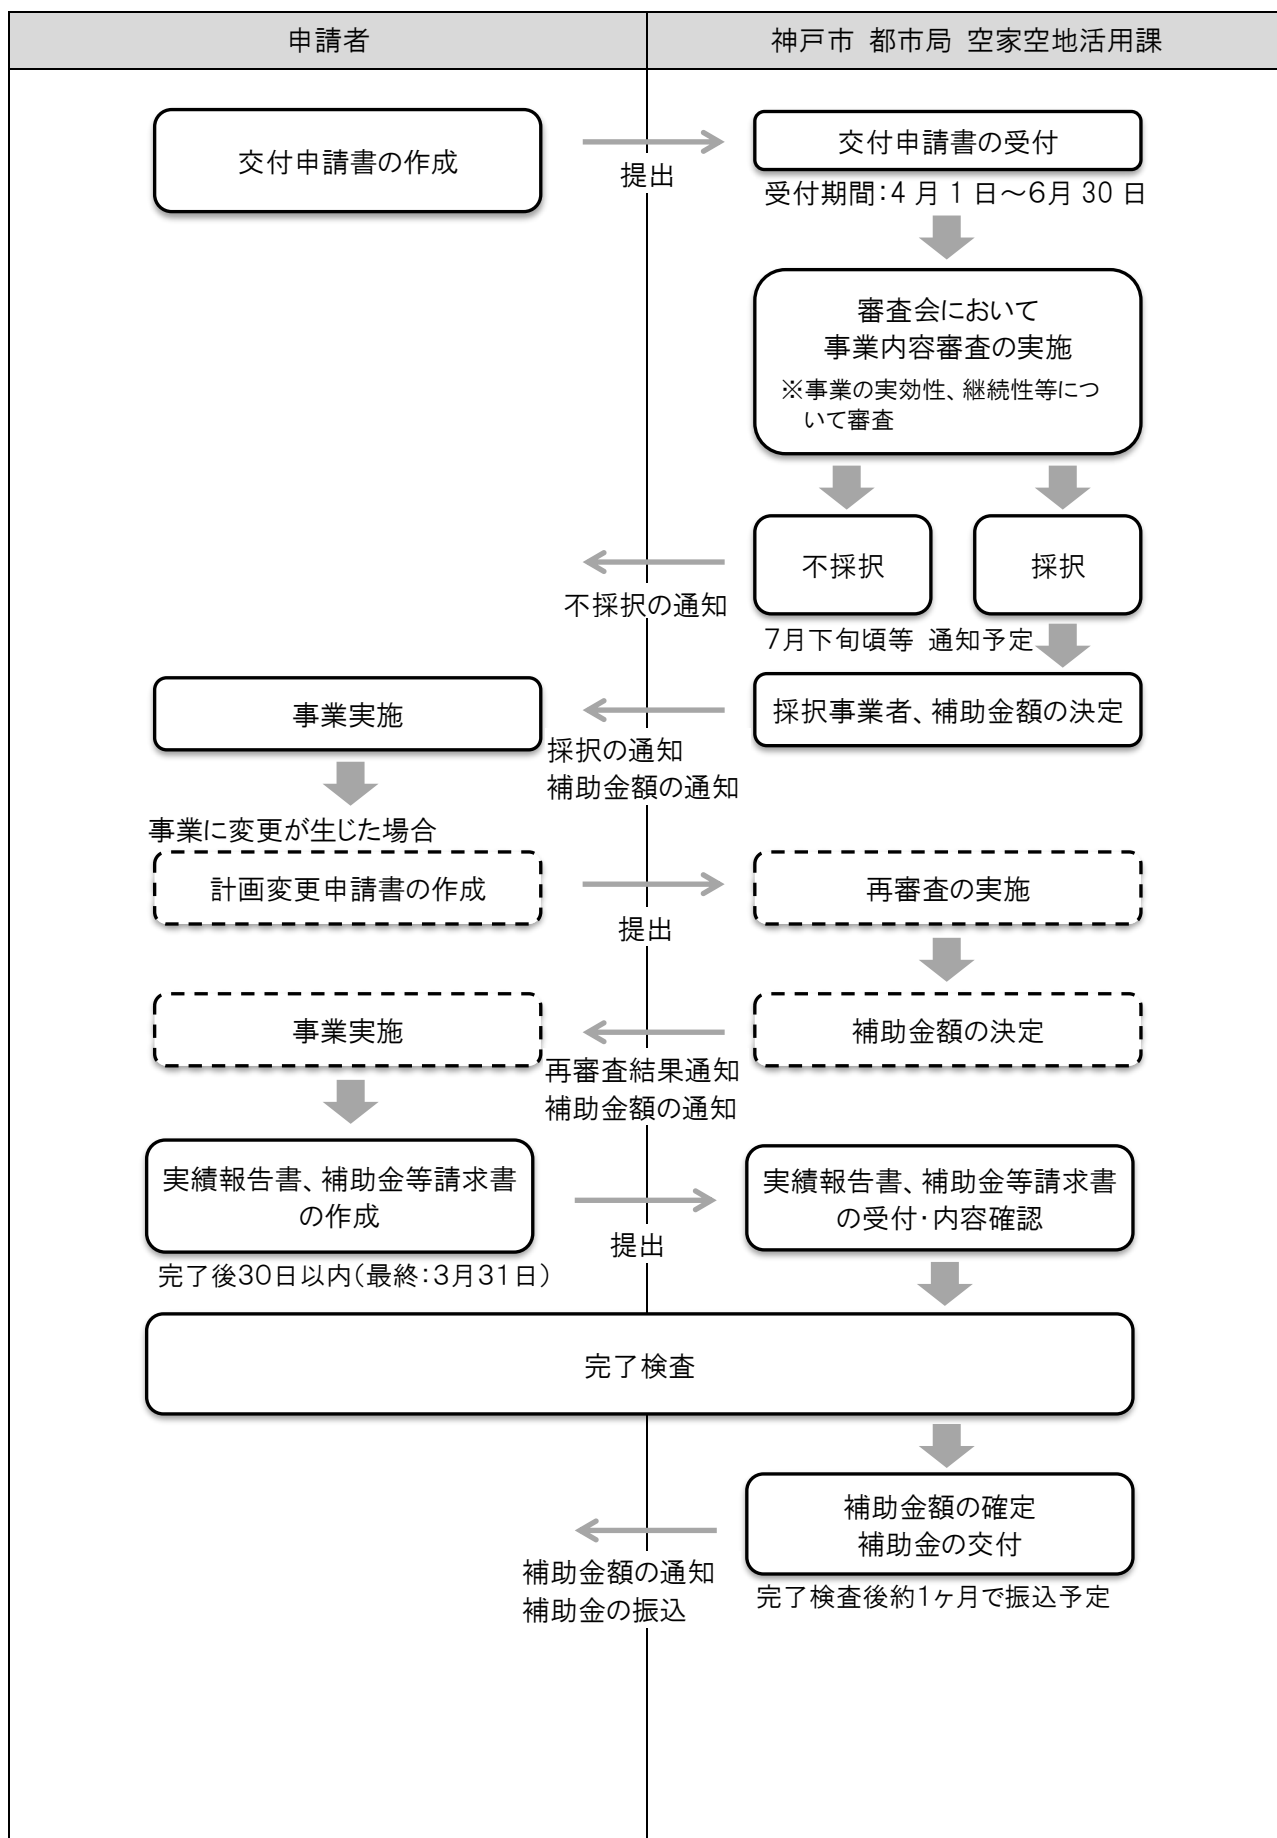 申請者
神戸市 都市局 空家空地活用課
交付申請書の作成
提出
交付申請書の受付
受付期間：4 月 1 日～6月 30 日
審査会において
事業内容審査の実施
※事業の実効性、継続性等につ
いて審査
不採択
採択
不採択の通知
7月下旬頃等 通知予定
採択事業者、補助金額の決定
事業実施
採択の通知
補助金額の通知
事業に変更が生じた場合
計画変更申請書の作成
提出
再審査の実施
補助金額の決定
事業実施
再審査結果通知
補助金額の通知
実績報告書、補助金等請求書
の作成
提出
実績報告書、補助金等請求書
の受付・内容確認
完了後30日以内（最終：3月31日）
完了検査
補助金額の確定
補助金の交付
補助金額の通知
補助金の振込
完了検査後約1ヶ月で振込予定